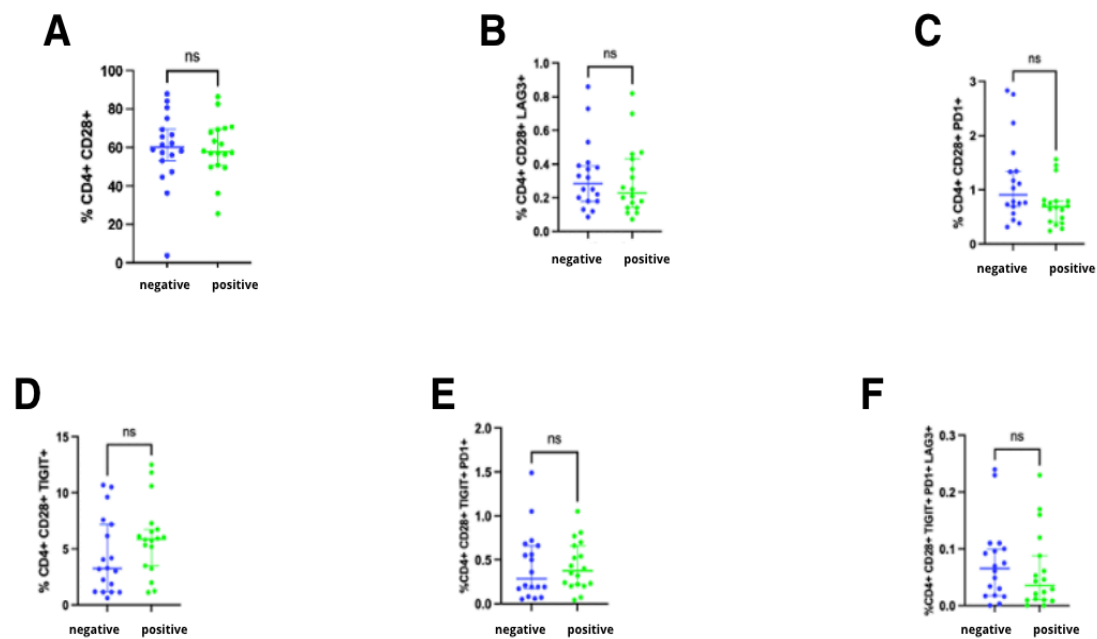 A
ns
% CD4+ CD28+
100
80
60
40
20
0
negative positive
B
ns
% CD4+ CD28+ LAG3+
1.0
0.8
0.6
0.4
0.2
0.0
negative positive
C
ns
% CD4+ CD28+ PD1+
3
2
1
0
negative positive
D
ns
% CD4+ CD28+ TIGIT+
15
10
5
0
negative positive
E
ns
%CD4+ CD28+ TIGIT+ PD1+
2.0
1.5
1.0
0.5
0.0
negative positive
F
ns
%CD4+ CD28+ TIGIT+ PD1+ LAG3+
0.3
0.2
0.1
0.0
negative positive